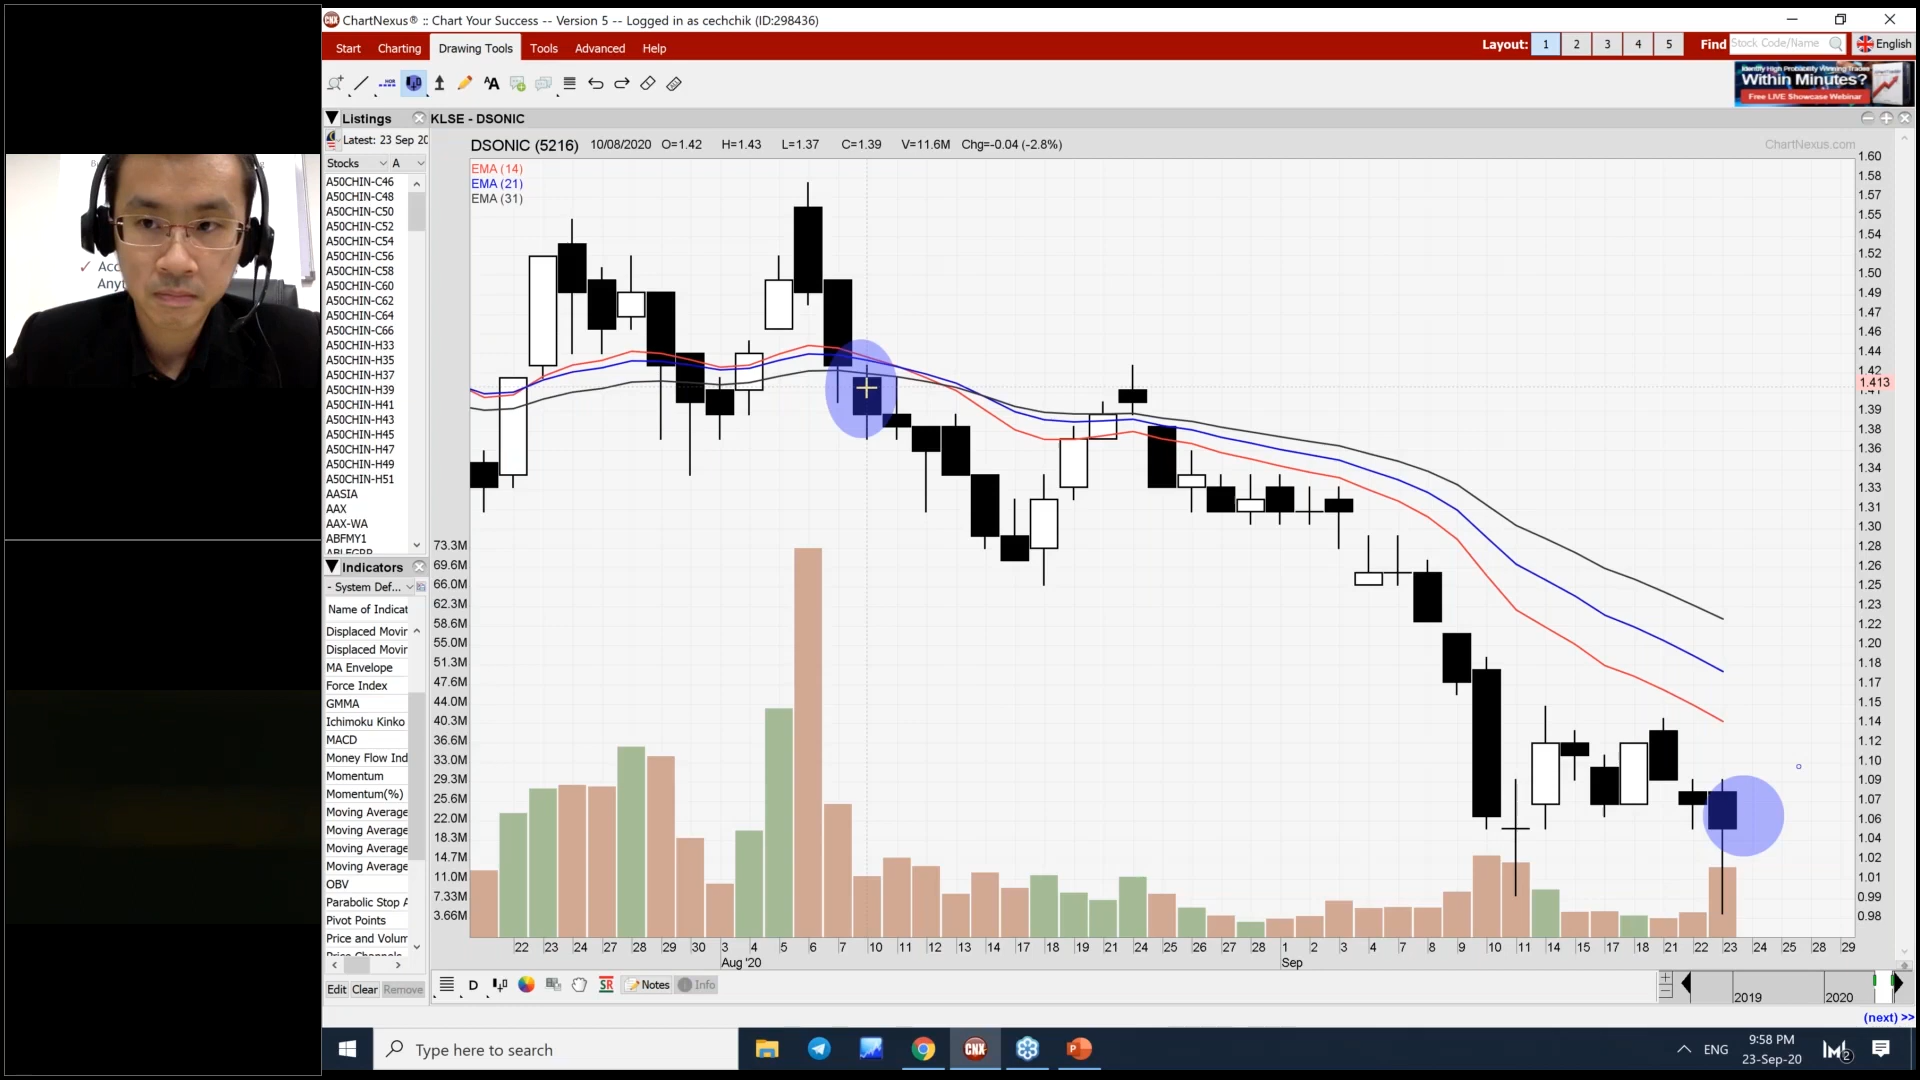 ChartNexus® :: Chart Your Success -- Version 5 -- Logged in as cechchik (ID:298436)
Start Charting Drawing Tools Tools Advanced Help
Layout: 1 2 3 4 5 Find Stock Code/Name English
Identify High Probability Winning Trades
Within Minutes?
Free LIVE Showcase Webinar
Listings
Latest: 23 Sep 20
Stocks A
A50CHIN-C46
A50CHIN-C48
A50CHIN-C50
A50CHIN-C52
A50CHIN-C54
A50CHIN-C56
A50CHIN-C58
A50CHIN-C60
A50CHIN-C62
A50CHIN-C64
A50CHIN-C66
A50CHIN-H33
A50CHIN-H35
A50CHIN-H37
A50CHIN-H39
A50CHIN-H41
A50CHIN-H43
A50CHIN-H45
A50CHIN-H47
A50CHIN-H49
A50CHIN-H51
AASIA
AAX
AAX-WA
ABFMY1
Indicators
- System Def...
Name of Indicat
Displaced Movir
Displaced Movir
MA Envelope
Force Index
GMMA
Ichimoku Kinko
MACD
Money Flow Ind
Momentum
Momentum(%)
Moving Average
Moving Average
Moving Average
Moving Average
OBV
Parabolic Stop A
Pivot Points
Price and Volum
Edit Clear Remove
KLSE - DSONIC
DSONIC (5216) 10/08/2020 O=1.42 H=1.43 L=1.37 C=1.39 V=11.6M Chg=-0.04 (-2.8%)
ChartNexus.com
EMA (14)
EMA (21)
EMA (31)
1.60
1.58
1.57
1.55
1.54
1.52
1.50
1.49
1.47
1.46
1.44
1.42
1.413
1.39
1.38
1.36
1.34
1.33
1.31
1.30
1.28
1.26
1.25
1.23
1.22
1.20
1.18
1.17
1.15
1.14
1.12
1.10
1.09
1.07
1.06
1.04
1.02
1.01
0.99
0.98
73.3M
69.6M
66.0M
62.3M
58.6M
55.0M
51.3M
47.6M
44.0M
40.3M
36.6M
33.0M
29.3M
25.6M
22.0M
18.3M
14.7M
11.0M
7.33M
3.66M
22 23 24 27 28 29 30 3 4 5 6 7 10 11 12 13 14 17 18 19 21 24 25 26 27 28 1 2 3 4 7 8 9 10 11 14 15 17 18 21 22 23 24 25 28 29
Aug '20 Sep
D SR Notes Info
2019 2020
(next) >>
Type here to search
CNX
ENG
9:58 PM
23-Sep-20
2
Acc
Anyt